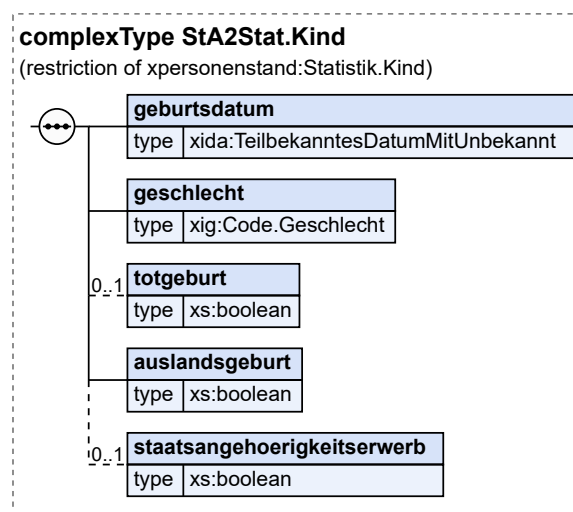 complexType StA2Stat.Kind
(restriction of xpersonenstand:Statistik.Kind)
geburtsdatum
type xida:TeilbekanntesDatumMitUnbekannt
geschlecht
type xig:Code.Geschlecht
0..1 totgeburt
type xs:boolean
auslandsgeburt
type xs:boolean
0..1 staatsangehoerigkeitserwerb
type xs:boolean